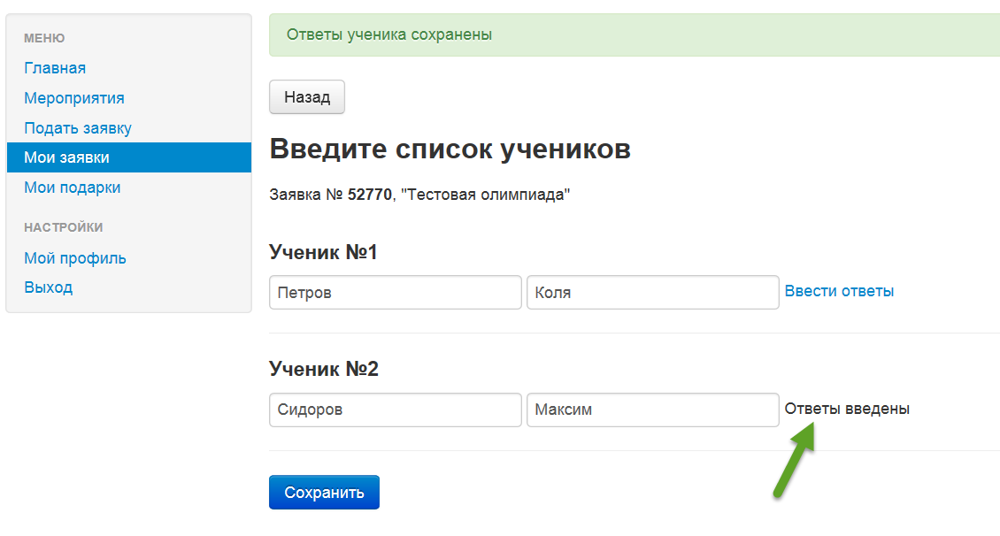 МЕНЮ
Главная
Мероприятия
Подать заявку
Мои заявки
Мои подарки
НАСТРОЙКИ
Мой профиль
Выход
Ответы ученика сохранены
Назад
Введите список учеников
Заявка № 52770, "Тестовая олимпиада"
Ученик №1
Петров Коля Ввести ответы
Ученик №2
Сидоров Максим Ответы введены
Сохранить